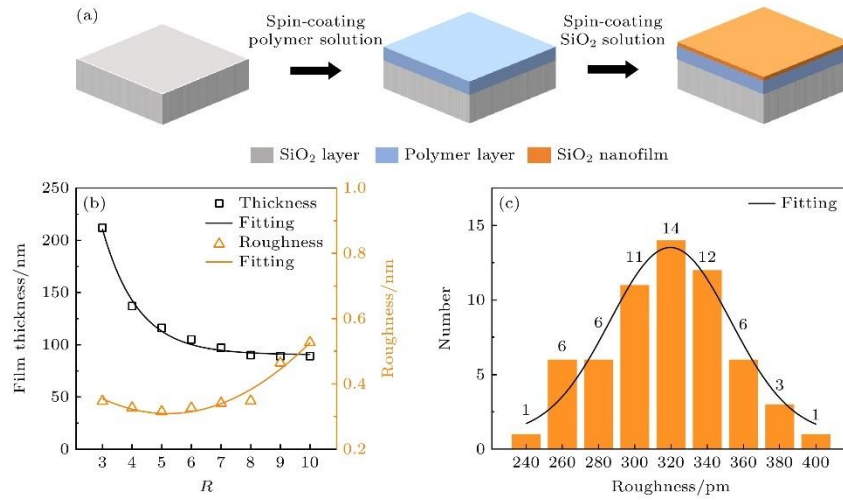 (a)
Spin-coating
polymer solution
Spin-coating
SiO₂ solution
SiO₂ layer
Polymer layer
SiO₂ nanofilm
(b)
Thickness
Fitting
Roughness
Fitting
250
200
150
100
50
0
Film thickness/nm
1.0
0.8
0.6
0.4
0.2
Roughness/nm
3 4 5 6 7 8 9 10
R
(c)
Fitting
15
10
5
0
Number
1 6 6 11 14 12 6 3 1
240 260 280 300 320 340 360 380 400
Roughness/pm